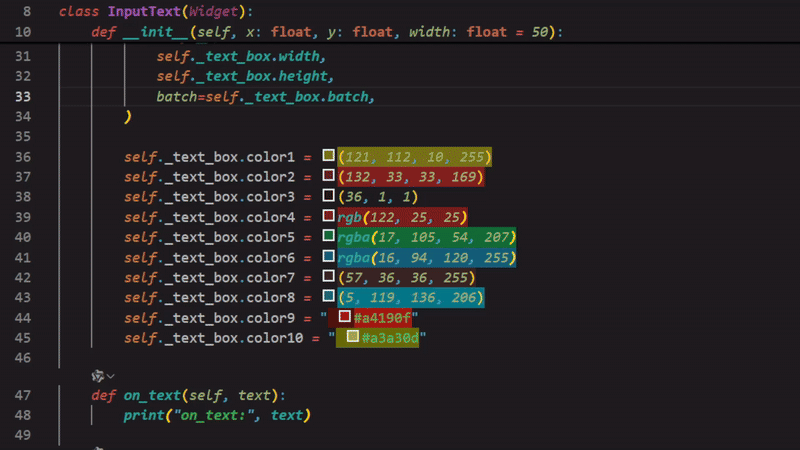 8 class InputText(Widget):
10 def __init__(self, x: float, y: float, width: float = 50):
31 self._text_box.width,
32 self._text_box.height,
33 batch=self._text_box.batch,
34 )
35
36 self._text_box.color1 = (121, 112, 10, 255)
37 self._text_box.color2 = (132, 33, 33, 169)
38 self._text_box.color3 = (36, 1, 1)
39 self._text_box.color4 = rgb(122, 25, 25)
40 self._text_box.color5 = rgba(17, 105, 54, 207)
41 self._text_box.color6 = rgba(16, 94, 120, 255)
42 self._text_box.color7 = (57, 36, 36, 255)
43 self._text_box.color8 = (5, 119, 136, 206)
44 self._text_box.color9 = "#a4190f"
45 self._text_box.color10 = "#a3a30d"
46
47 def on_text(self, text):
48 print("on_text:", text)
49